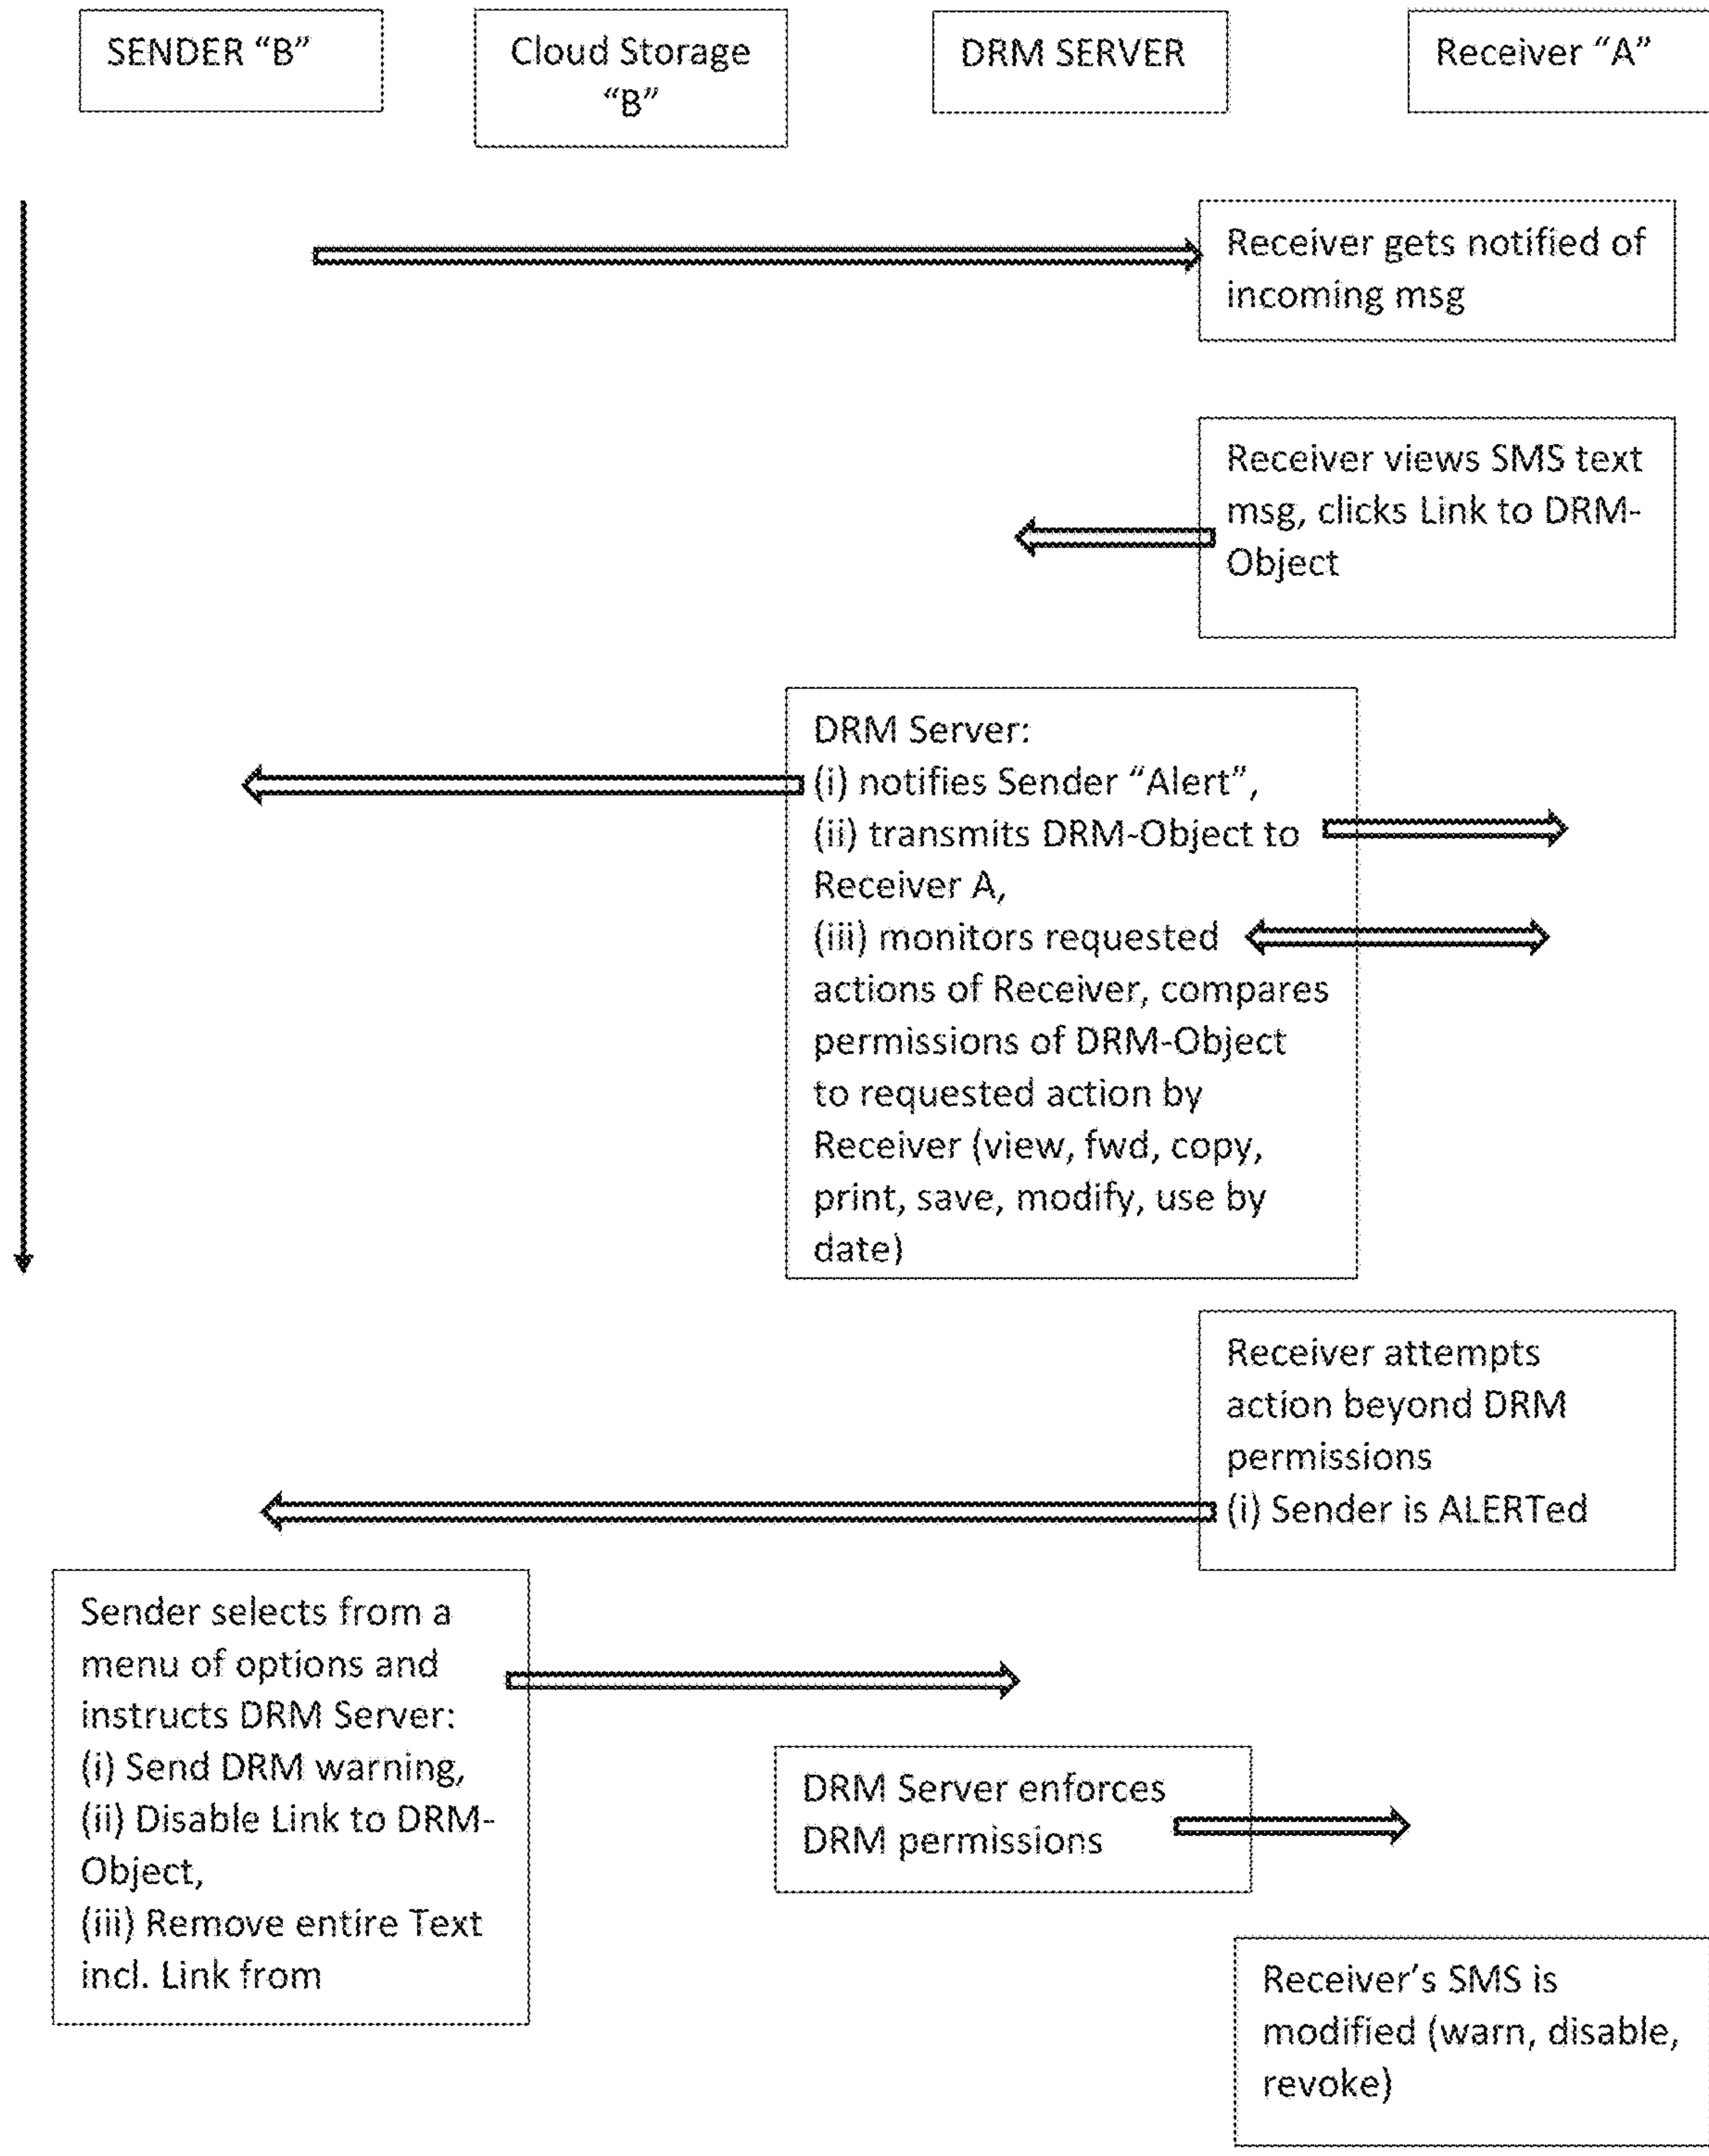 SENDER “B”
Cloud Storage
“B”
DRM SERVER
Receiver “A”
Receiver gets notified of
incoming msg
Receiver views SMS text
msg, clicks Link to DRM-
Object
DRM Server:
(i) notifies Sender “Alert”,
(ii) transmits DRM-Object to
Receiver A,
(iii) monitors requested
actions of Receiver, compares
permissions of DRM-Object
to requested action by
Receiver (view, fwd, copy,
print, save, modify, use by
date)
Receiver attempts
action beyond DRM
permissions
(i) Sender is ALERTed
Sender selects from a
menu of options and
instructs DRM Server:
(i) Send DRM warning,
(ii) Disable Link to DRM-
Object,
(iii) Remove entire Text
incl. Link from
DRM Server enforces
DRM permissions
Receiver’s SMS is
modified (warn, disable,
revoke)